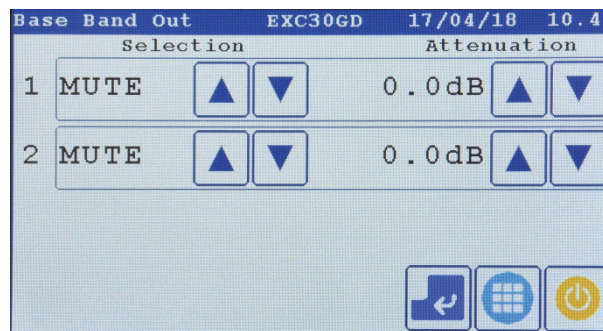 Base Band Out EXC30GD 17/04/18 10.4
Selection Attenuation
1 MUTE 0.0dB
2 MUTE 0.0dB